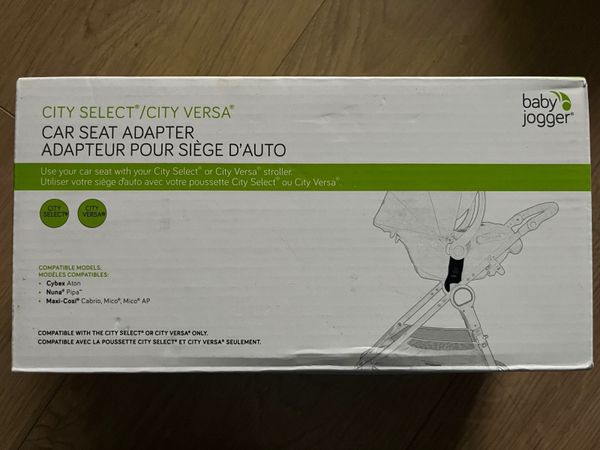 CITY SELECT®/CITY VERSA®
CAR SEAT ADAPTER
ADAPTEUR POUR SIÈGE D'AUTO
baby
jogger®
Use your car seat with your City Select® or City Versa® stroller.
Utiliser votre siège d'auto avec votre poussette City Select® ou City Versa®.
CITY
SELECT®
CITY
VERSA®
COMPATIBLE MODELS:
MODÈLES COMPATIBLES:
• Cybex Aton
• Nuna® Pipa™
• Maxi-Cosi® Cabrio, Mico®, Mico® AP
COMPATIBLE WITH THE CITY SELECT® OR CITY VERSA® ONLY.
COMPATIBLE AVEC LA POUSSETTE CITY SELECT® ET CITY VERSA® SEULEMENT.